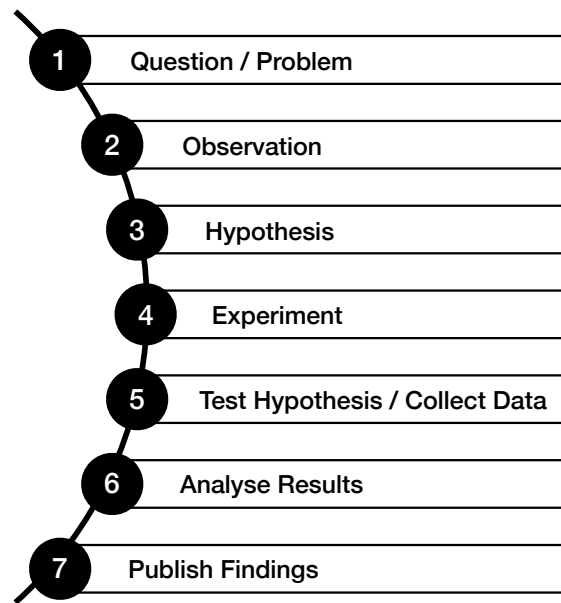 1 Question / Problem
2 Observation
3 Hypothesis
4 Experiment
5 Test Hypothesis / Collect Data
6 Analyse Results
7 Publish Findings